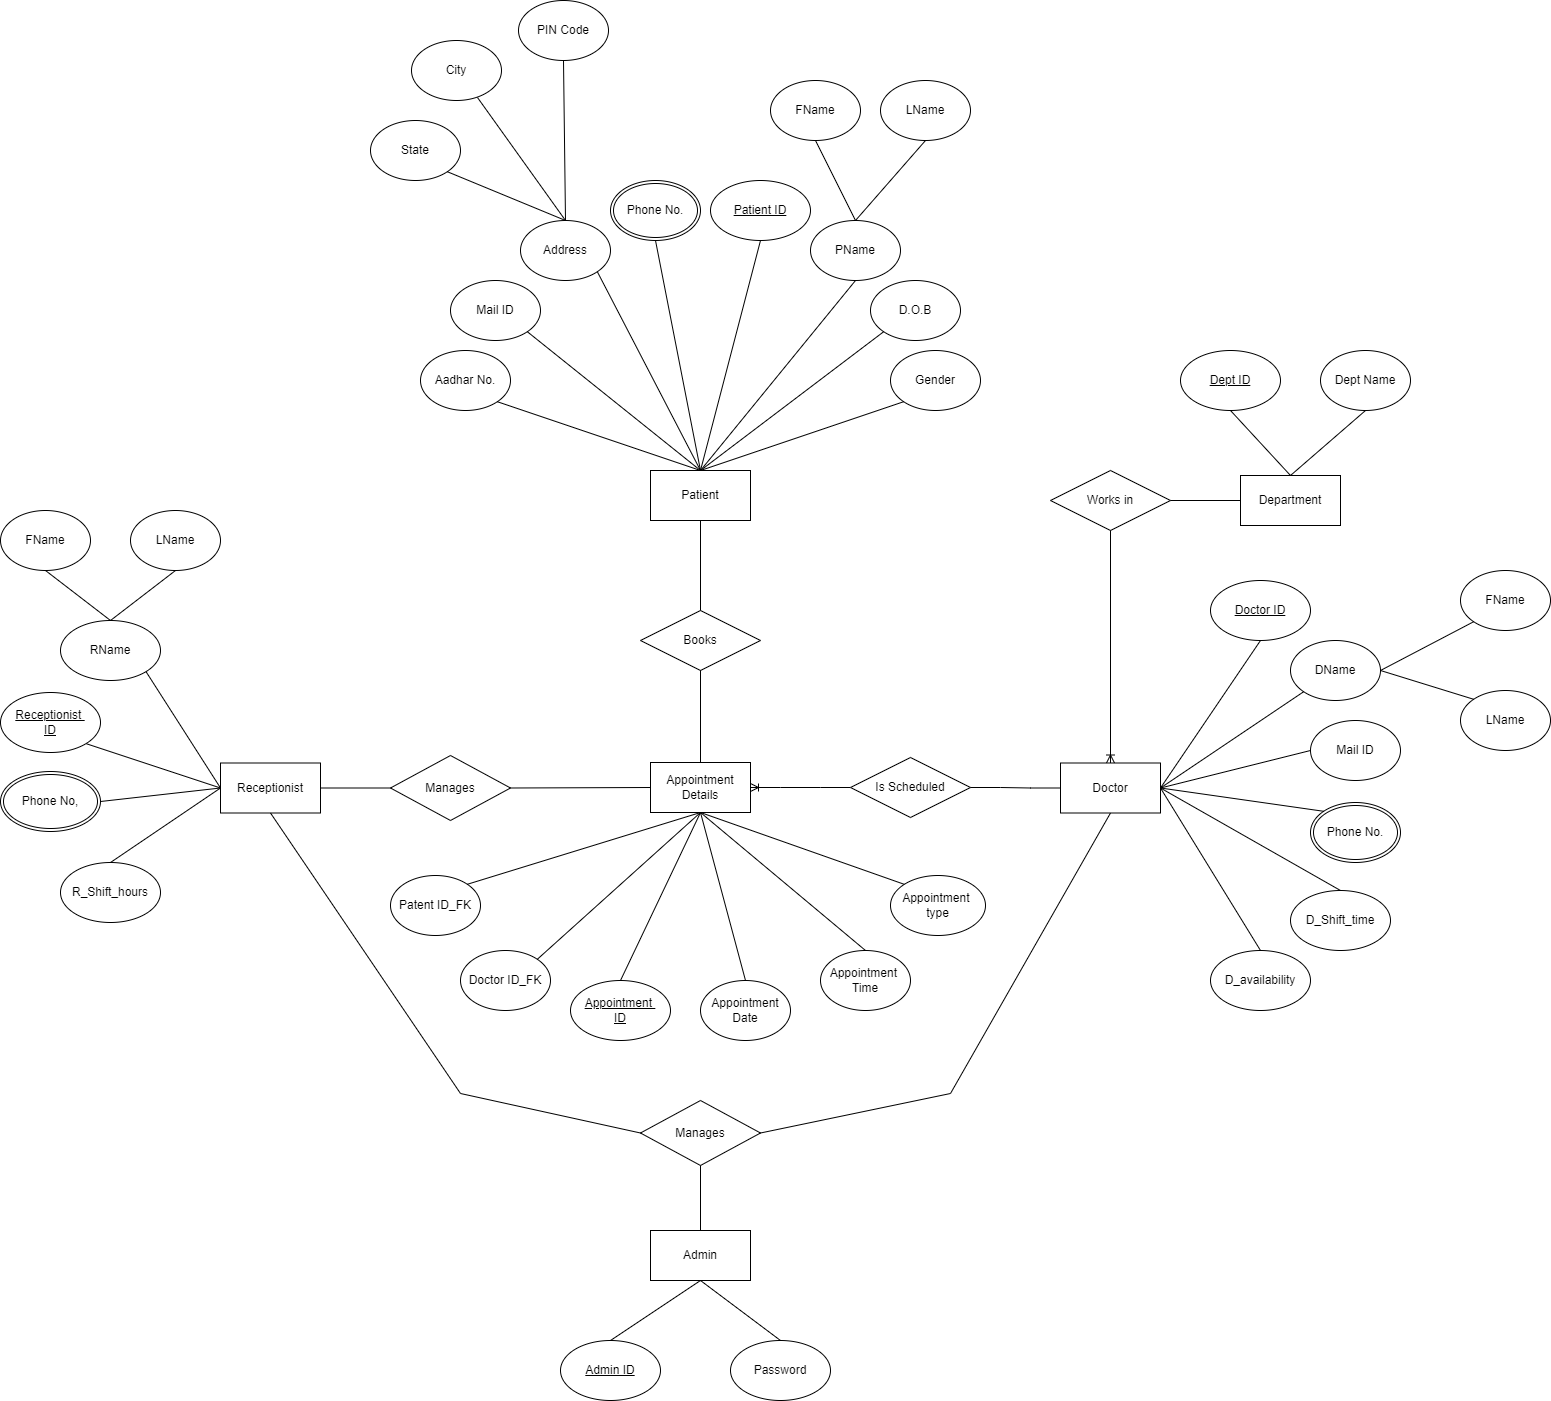 PIN Code
City
State
FName
LName
Phone No.
Patient ID
Address
PName
Mail ID
D.O.B
Aadhar No.
Gender
Dept ID
Dept Name
Patient
Works in
Department
FName
LName
RName
Books
Doctor ID
FName
DName
LName
Receptionist
ID
Mail ID
Phone No,
Receptionist
Manages
Appointment
Details
Is Scheduled
Doctor
Phone No.
R_Shift_hours
Patent ID_FK
Appointment
type
D_Shift_time
Doctor ID_FK
Appointment
ID
Appointment
Date
Appointment
Time
D_availability
Manages
Admin
Admin ID
Password